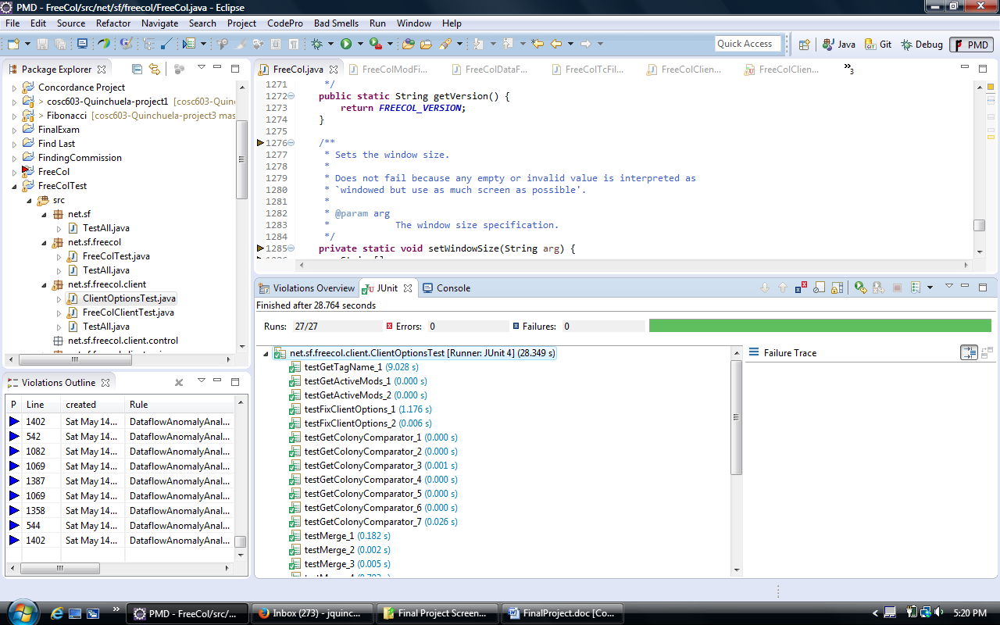 PMD - FreeCol/src/net/sf/freecol/FreeCol.java - Eclipse
File Edit Source Refactor Navigate Search Project CodePro Bad Smells Run Window Help
Quick Access
Java Git Debug PMD
Package Explorer
Concordance Project
> cosc603-Quinchuela-project1 [cosc603-Quin
> Fibonacci [cosc603-Quinchuela-project3 mas
FinalExam
Find Last
FindingCommission
FreeCol
FreeColTest
src
net.sf
TestAll.java
net.sf.freecol
FreeColTest.java
TestAll.java
net.sf.freecol.client
ClientOptionsTest.java
FreeColClientTest.java
TestAll.java
net.sf.freecol.client.control
FreeCol.java FreeColModFi... FreeColDataF... FreeColTcFil... FreeColClien... FreeColClien... »3
1271 */
1272 public static String getVersion() {
1273 return FREECOL_VERSION;
1274 }
1275
1276 /**
1277 * Sets the window size.
1278 *
1279 * Does not fail because any empty or invalid value is interpreted as
1280 * `windowed but use as much screen as possible'.
1281 *
1282 * @param arg
1283 * The window size specification.
1284 */
1285 private static void setWindowSize(String arg) {
Violations Overview JUnit Console
Finished after 28.764 seconds
Runs: 27/27 Errors: 0 Failures: 0
net.sf.freecol.client.ClientOptionsTest [Runner: JUnit 4] (28.349 s)
testGetTagName_1 (9.028 s)
testGetActiveMods_1 (0.000 s)
testGetActiveMods_2 (0.000 s)
testFixClientOptions_1 (1.176 s)
testFixClientOptions_2 (0.006 s)
testGetColonyComparator_1 (0.000 s)
testGetColonyComparator_2 (0.000 s)
testGetColonyComparator_3 (0.001 s)
testGetColonyComparator_4 (0.000 s)
testGetColonyComparator_5 (0.000 s)
testGetColonyComparator_6 (0.000 s)
testGetColonyComparator_7 (0.026 s)
testMerge_1 (0.182 s)
testMerge_2 (0.002 s)
testMerge_3 (0.005 s)
Failure Trace
Violations Outline
P Line created Rule
1402 Sat May 14... DataflowAnomalyAnal...
542 Sat May 14... DataflowAnomalyAnal...
1082 Sat May 14... DataflowAnomalyAnal...
1069 Sat May 14... DataflowAnomalyAnal...
1387 Sat May 14... DataflowAnomalyAnal...
1069 Sat May 14... DataflowAnomalyAnal...
1358 Sat May 14... DataflowAnomalyAnal...
544 Sat May 14... DataflowAnomalyAnal...
1402 Sat May 14... DataflowAnomalyAnal...
» PMD - FreeCol/src/... Inbox (273) - jquinc... Final Project Screen... FinalProject.doc [Co... 5:20 PM